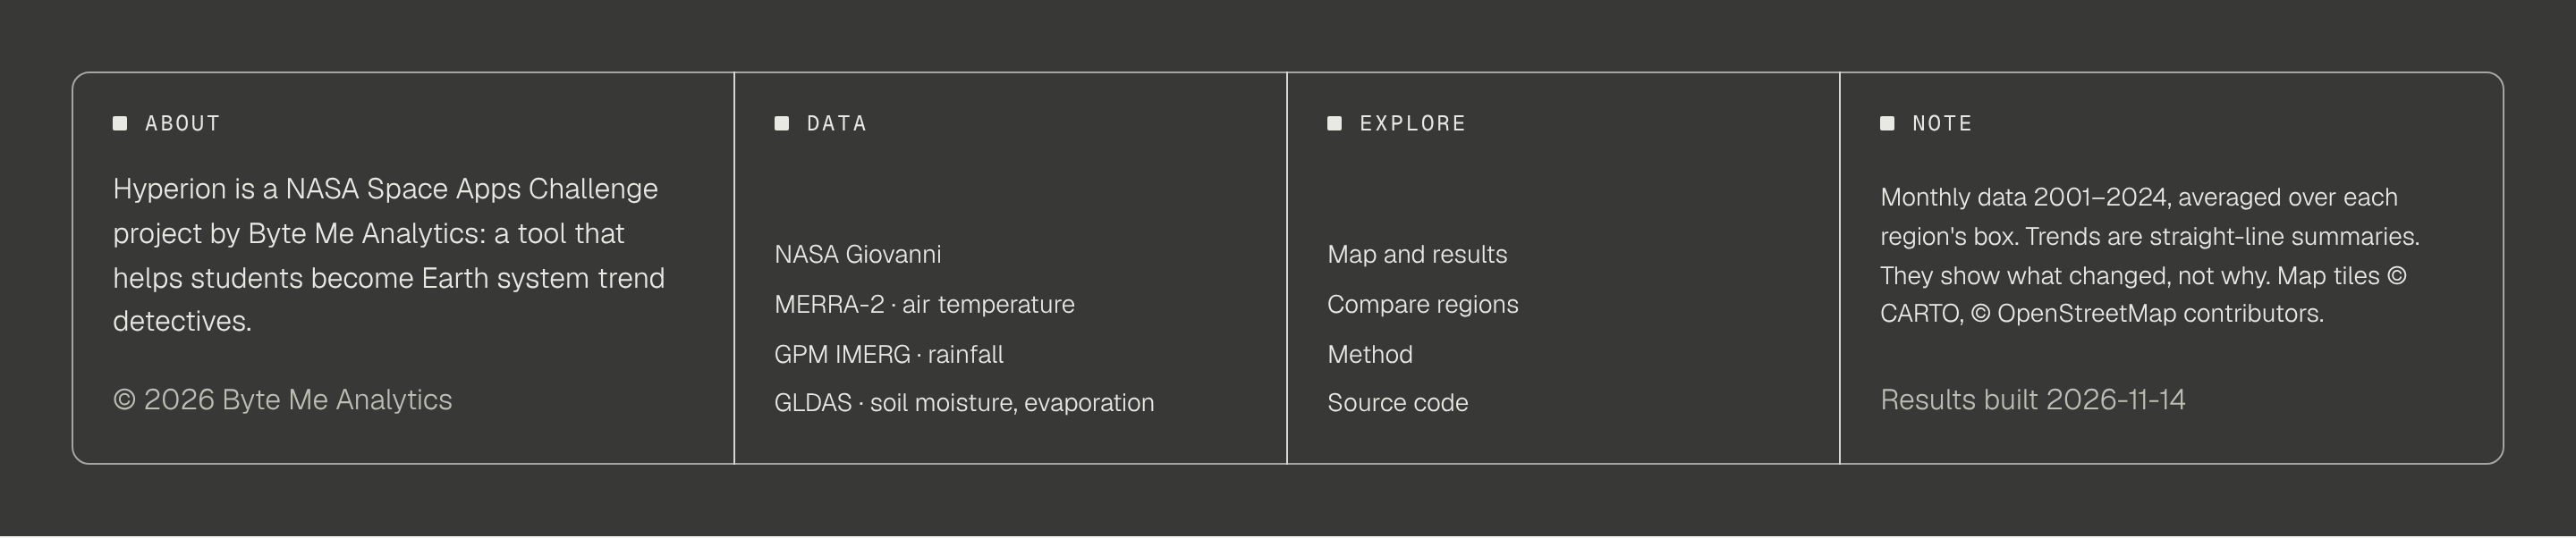 ABOUT
Hyperion is a NASA Space Apps Challenge
project by Byte Me Analytics: a tool that
helps students become Earth system trend
detectives.
© 2026 Byte Me Analytics
DATA
NASA Giovanni
MERRA-2 · air temperature
GPM IMERG · rainfall
GLDAS · soil moisture, evaporation
EXPLORE
Map and results
Compare regions
Method
Source code
NOTE
Monthly data 2001–2024, averaged over each
region's box. Trends are straight-line summaries.
They show what changed, not why. Map tiles ©
CARTO, © OpenStreetMap contributors.
Results built 2026-11-14